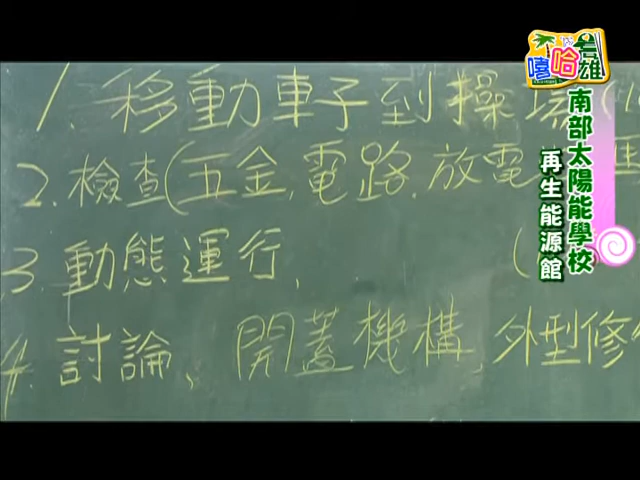 嘻哈高雄
南部太陽能學校
再生能源館
1. 移動車子到操場(
2. 檢查(五金,電路.放電
3. 動態運行,
(
4. 討論、開蓋機構,外型修